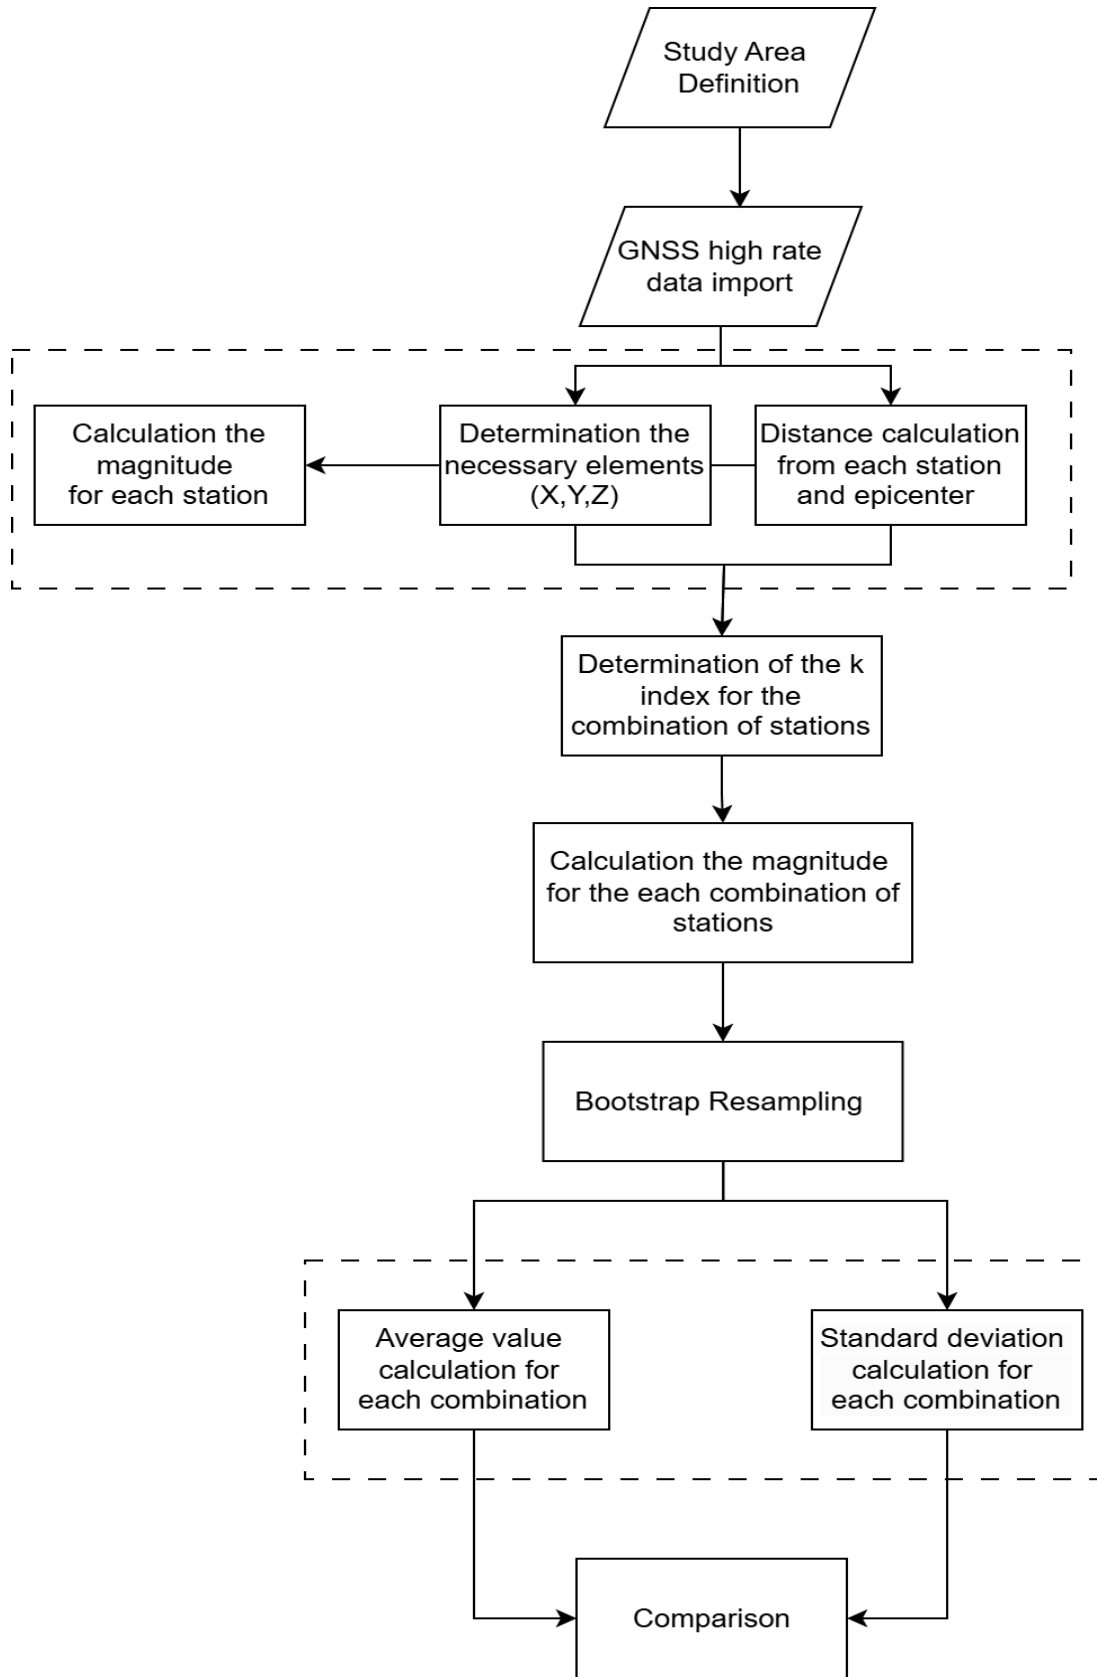 Study Area
Definition
GNSS high rate
data import
Calculation the
magnitude
for each station
Determination the
necessary elements
(X,Y,Z)
Distance calculation
from each station
and epicenter
Determination of the k
index for the
combination of stations
Calculation the magnitude
for the each combination of
stations
Bootstrap Resampling
Average value
calculation for
each combination
Standard deviation
calculation for
each combination
Comparison